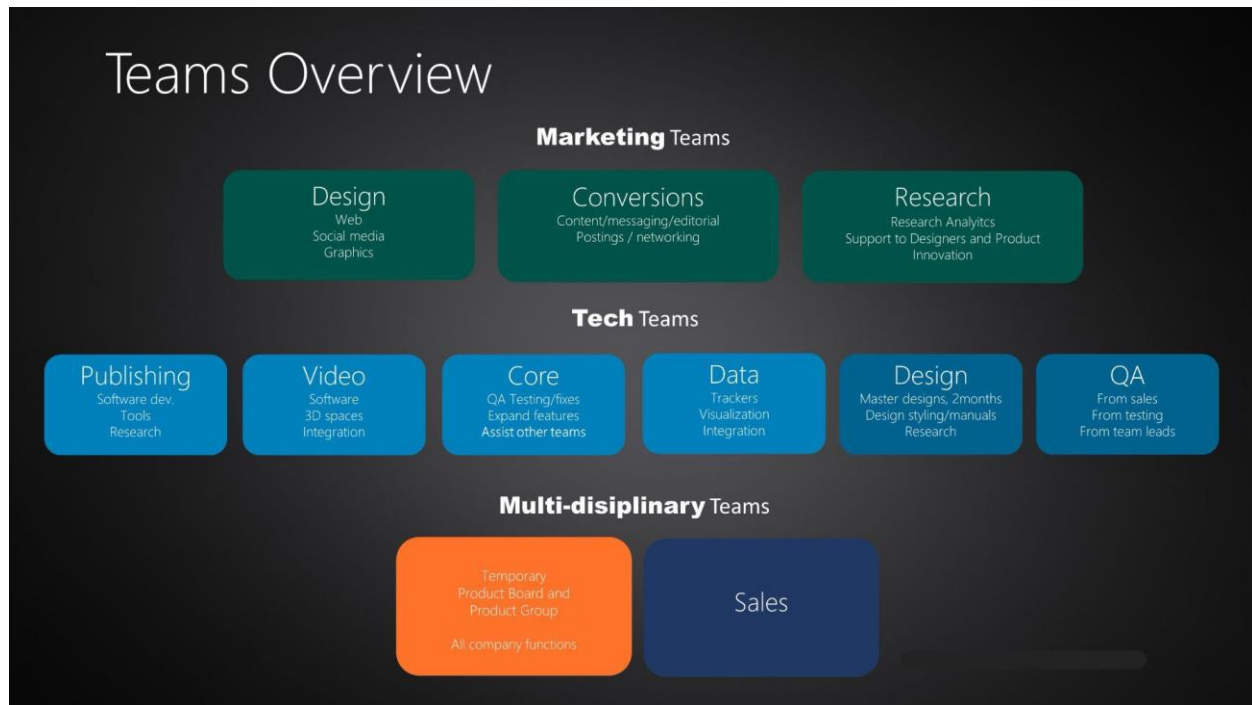 Teams Overview
Marketing Teams
Design
Web
Social media
Graphics
Conversions
Content/messaging/editorial
Postings / networking
Research
Research Analyitcs
Support to Designers and Product
Innovation
Tech Teams
Publishing
Software dev.
Tools
Research
Video
Software
3D spaces
Integration
Core
QA Testing/fixes
Expand features
Assist other teams
Data
Trackers
Visualization
Integration
Design
Master designs, 2months
Design styling/manuals
Research
QA
From sales
From testing
From team leads
Multi-disiplinary Teams
Temporary
Product Board and
Product Group
All company functions
Sales